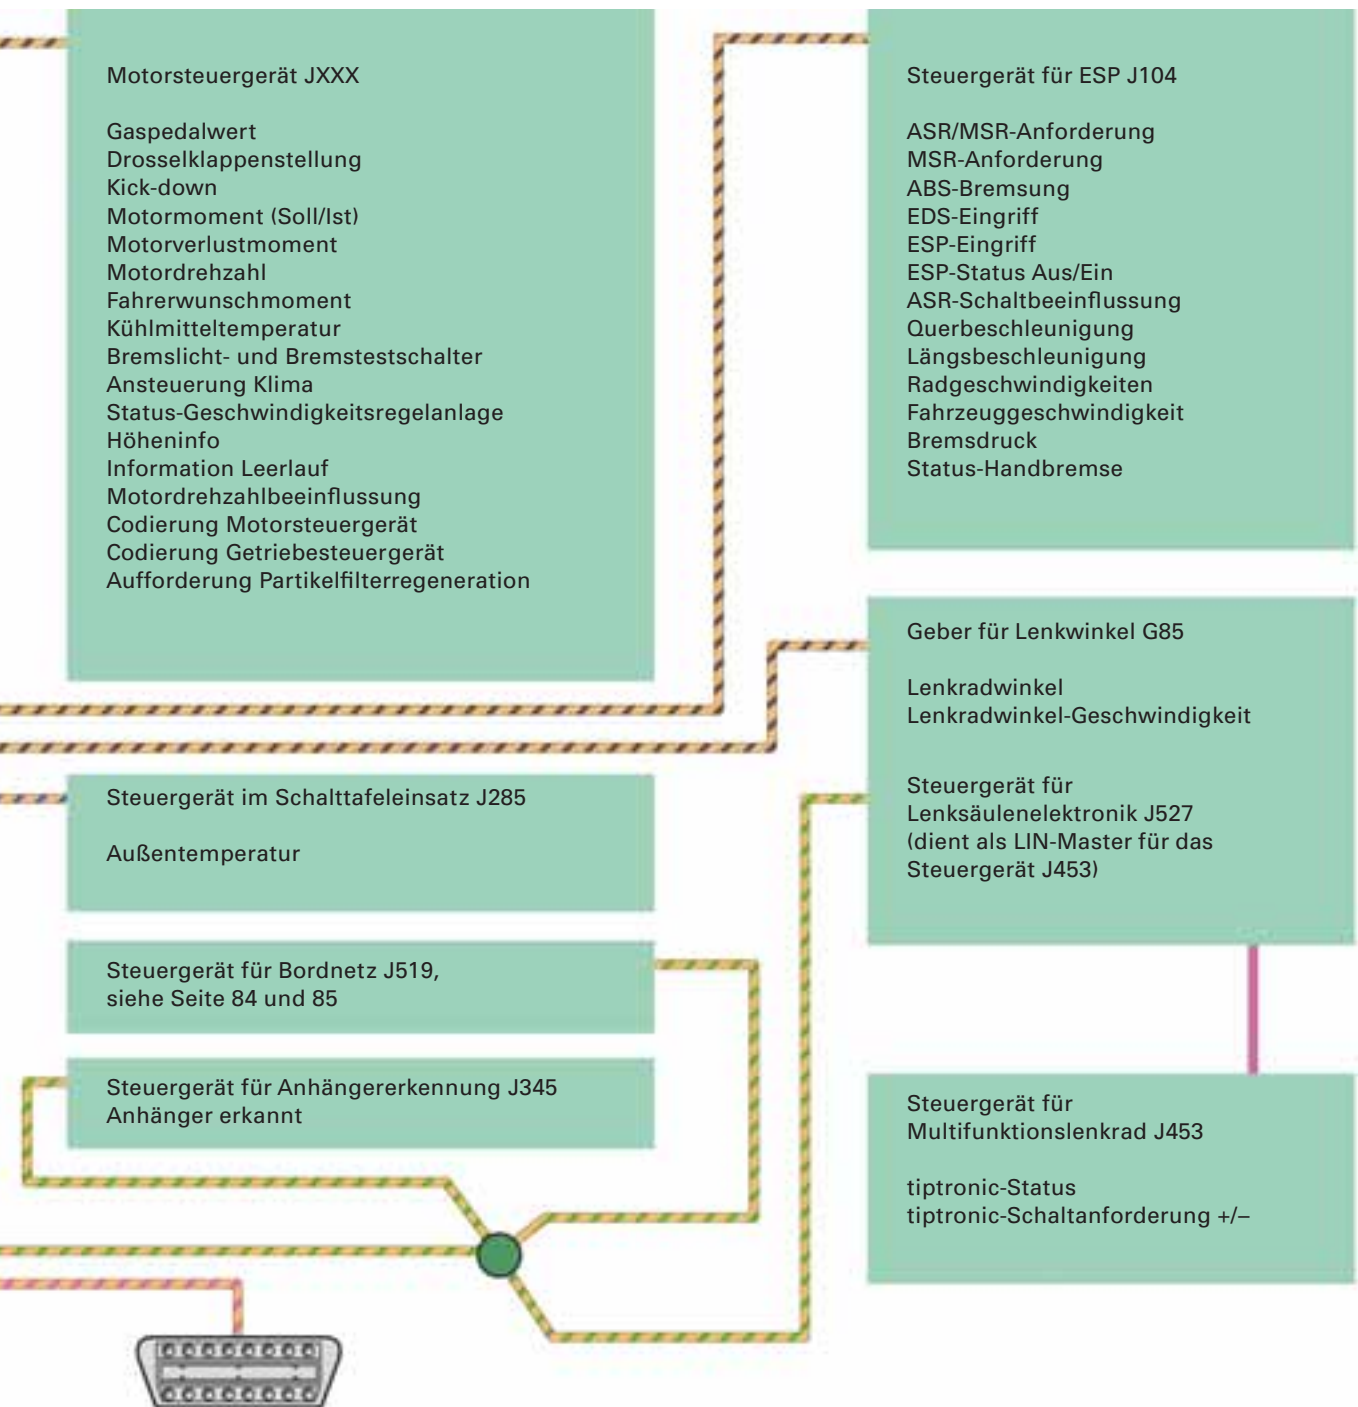 Motorsteuergerät JXXX
Gaspedalwert
Drosselklappenstellung
Kick-down
Motormoment (Soll/Ist)
Motorverlustmoment
Motordrehzahl
Fahrerwunschmoment
Kühlmitteltemperatur
Bremslicht- und Bremstestschalter
Ansteuerung Klima
Status-Geschwindigkeitsregelanlage
Höheninfo
Information Leerlauf
Motordrehzahlbeeinflussung
Codierung Motorsteuergerät
Codierung Getriebesteuergerät
Aufforderung Partikelfilterregeneration
Steuergerät für ESP J104
ASR/MSR-Anforderung
MSR-Anforderung
ABS-Bremsung
EDS-Eingriff
ESP-Eingriff
ESP-Status Aus/Ein
ASR-Schaltbeeinflussung
Querbeschleunigung
Längsbeschleunigung
Radgeschwindigkeiten
Fahrzeuggeschwindigkeit
Bremsdruck
Status-Handbremse
Geber für Lenkwinkel G85
Lenkradwinkel
Lenkradwinkel-Geschwindigkeit
Steuergerät für
Lenksäulenelektronik J527
(dient als LIN-Master für das
Steuergerät J453)
Steuergerät im Schalttafeleinsatz J285
Außentemperatur
Steuergerät für Bordnetz J519,
siehe Seite 84 und 85
Steuergerät für Anhängererkennung J345
Anhänger erkannt
Steuergerät für
Multifunktionslenkrad J453
tiptronic-Status
tiptronic-Schaltanforderung +/–